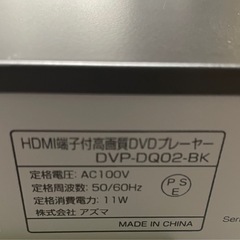 HDMI端子付高画質DVDプレーヤー
DVP-DQ02-BK
定格電圧：AC100V
定格周波数：50/60Hz
定格消費電力：11W
株式会社 アズマ
P S
E
MADE IN CHINA
Seri